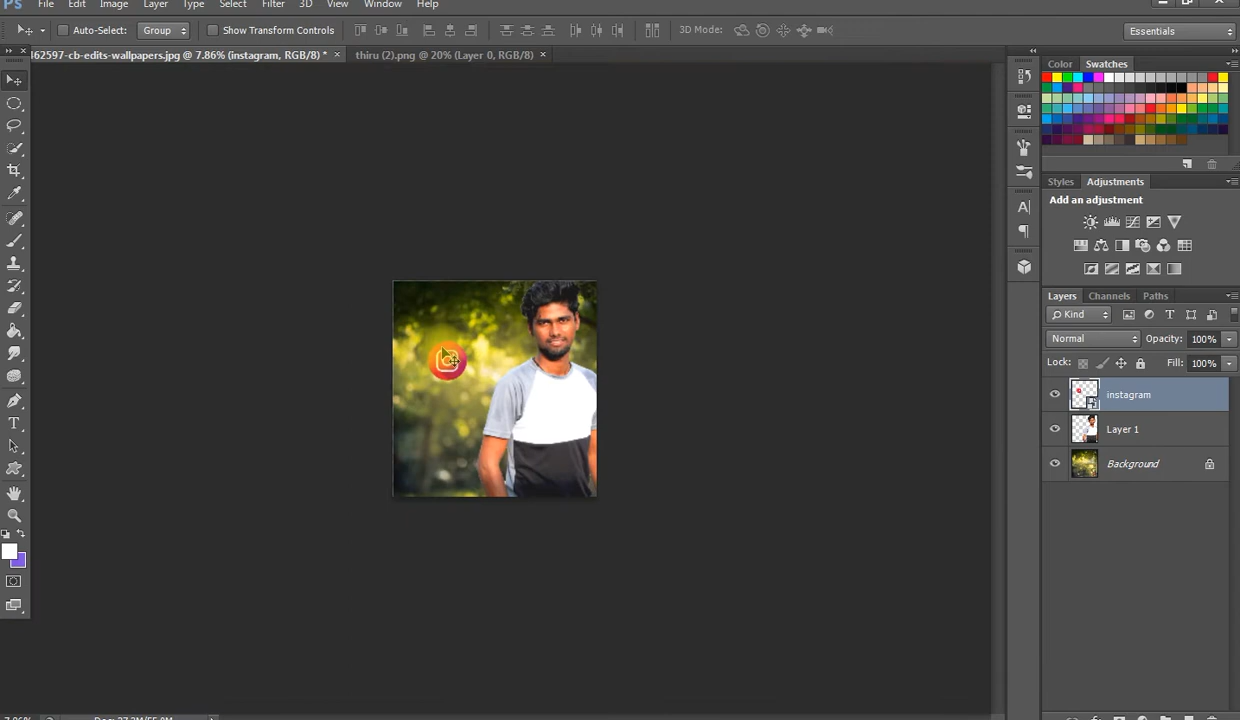 Ps File Edit Image Layer Type Select Filter 3D View Window Help
Auto-Select: Group Show Transform Controls 3D Mode: Essentials
462597-cb-edits-wallpapers.jpg @ 7.86% (instagram, RGB/8) * × thiru (2).png @ 20% (Layer 0, RGB/8) ×
Color Swatches
Styles Adjustments
Add an adjustment
Layers Channels Paths
Kind
Normal Opacity: 100%
Lock: Fill: 100%
instagram
Layer 1
Background